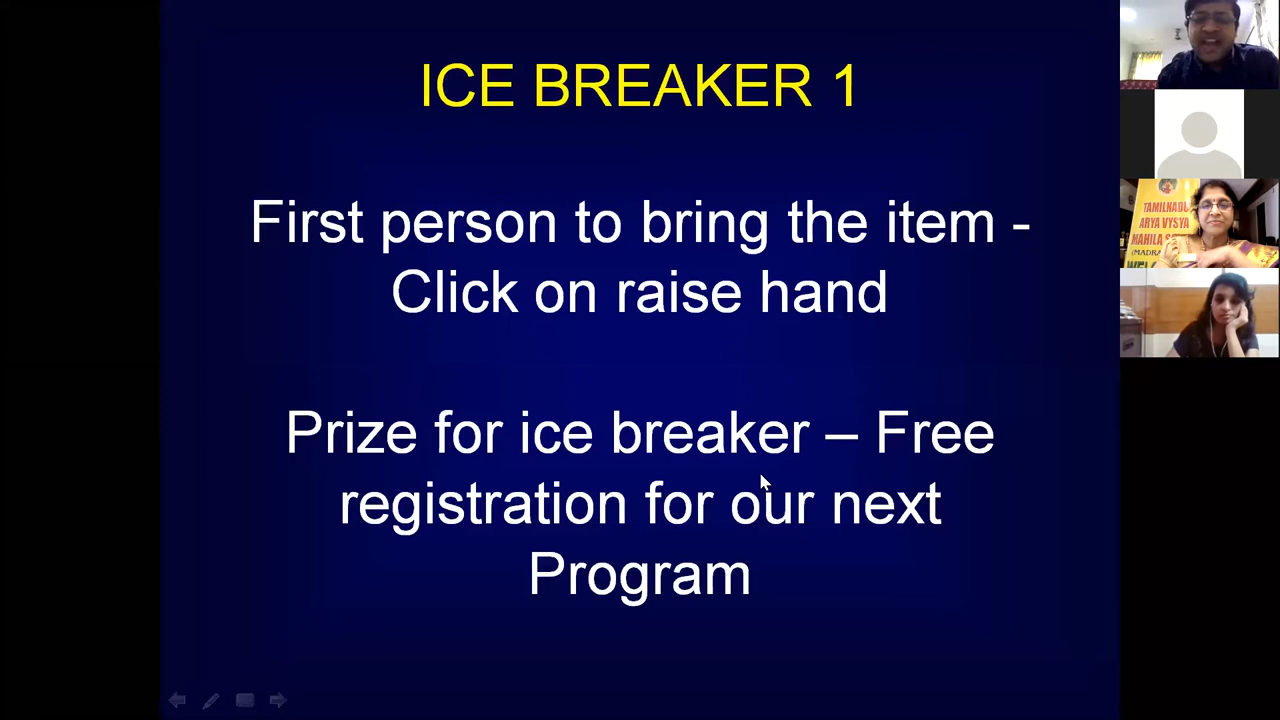 ICE BREAKER 1
First person to bring the item -
Click on raise hand
Prize for ice breaker – Free
registration for our next
Program
TAMILNADU
ARYA VYSYA
MAHILA
(MADRA